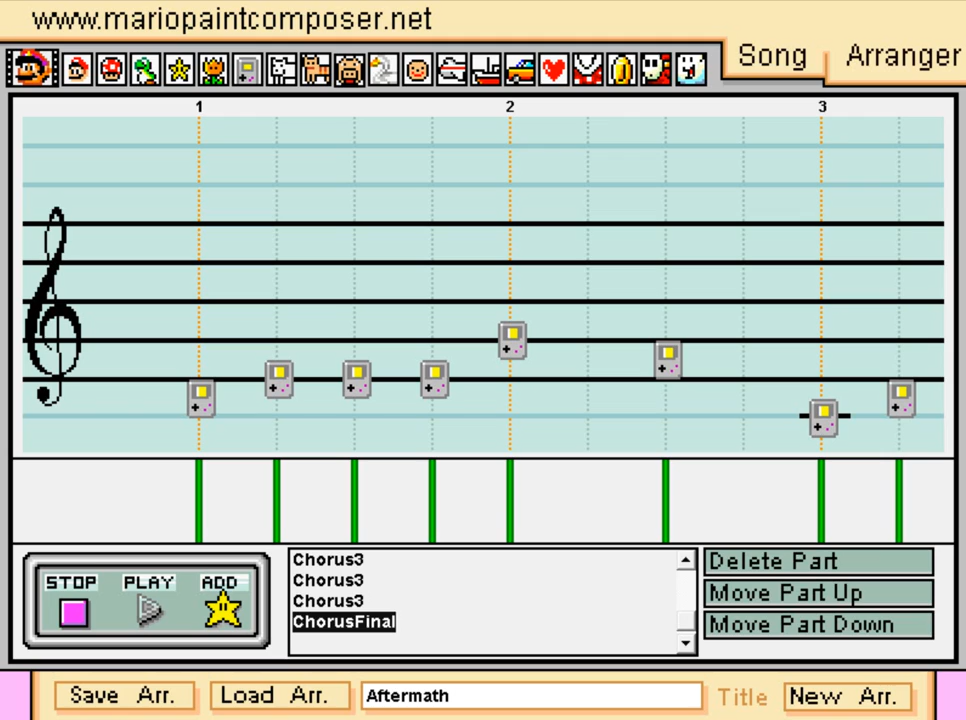 www.mariopaintcomposer.net
Song Arranger
1 2 3
STOP PLAY ADD
Chorus3
Chorus3
Chorus3
ChorusFinal
Delete Part
Move Part Up
Move Part Down
Save Arr. Load Arr. Aftermath Title New Arr.